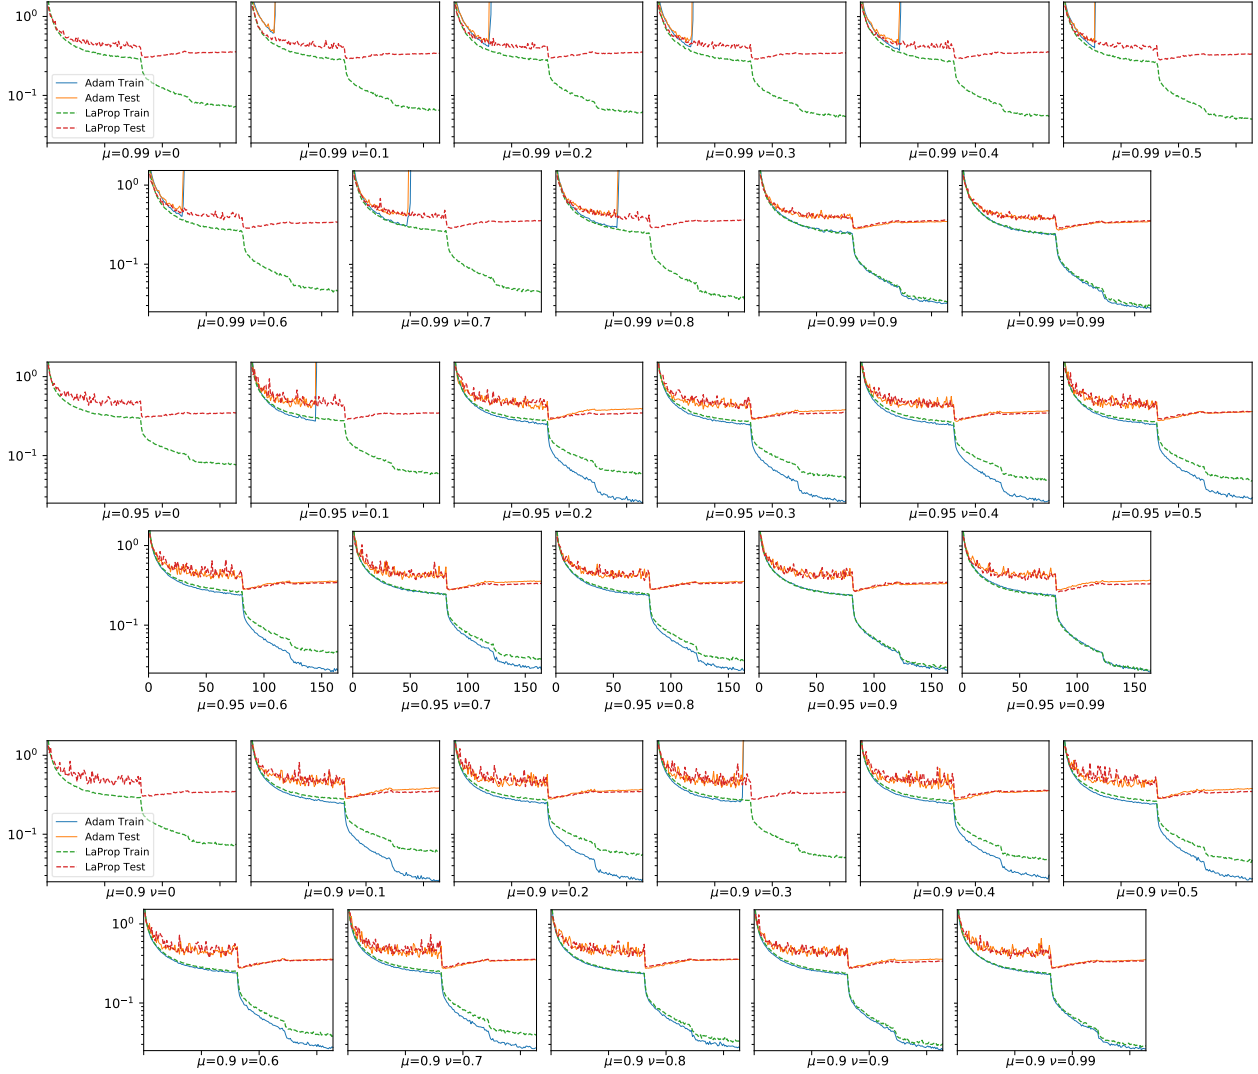 10⁰
10⁻¹
Adam Train
Adam Test
LaProp Train
LaProp Test
μ=0.99 ν=0 μ=0.99 ν=0.1 μ=0.99 ν=0.2 μ=0.99 ν=0.3 μ=0.99 ν=0.4 μ=0.99 ν=0.5
10⁰
10⁻¹
μ=0.99 ν=0.6 μ=0.99 ν=0.7 μ=0.99 ν=0.8 μ=0.99 ν=0.9 μ=0.99 ν=0.99
10⁰
10⁻¹
μ=0.95 ν=0 μ=0.95 ν=0.1 μ=0.95 ν=0.2 μ=0.95 ν=0.3 μ=0.95 ν=0.4 μ=0.95 ν=0.5
10⁰
10⁻¹
0 50 100 150 0 50 100 150 0 50 100 150 0 50 100 150 0 50 100 150
μ=0.95 ν=0.6 μ=0.95 ν=0.7 μ=0.95 ν=0.8 μ=0.95 ν=0.9 μ=0.95 ν=0.99
10⁰
10⁻¹
Adam Train
Adam Test
LaProp Train
LaProp Test
μ=0.9 ν=0 μ=0.9 ν=0.1 μ=0.9 ν=0.2 μ=0.9 ν=0.3 μ=0.9 ν=0.4 μ=0.9 ν=0.5
10⁰
10⁻¹
μ=0.9 ν=0.6 μ=0.9 ν=0.7 μ=0.9 ν=0.8 μ=0.9 ν=0.9 μ=0.9 ν=0.99